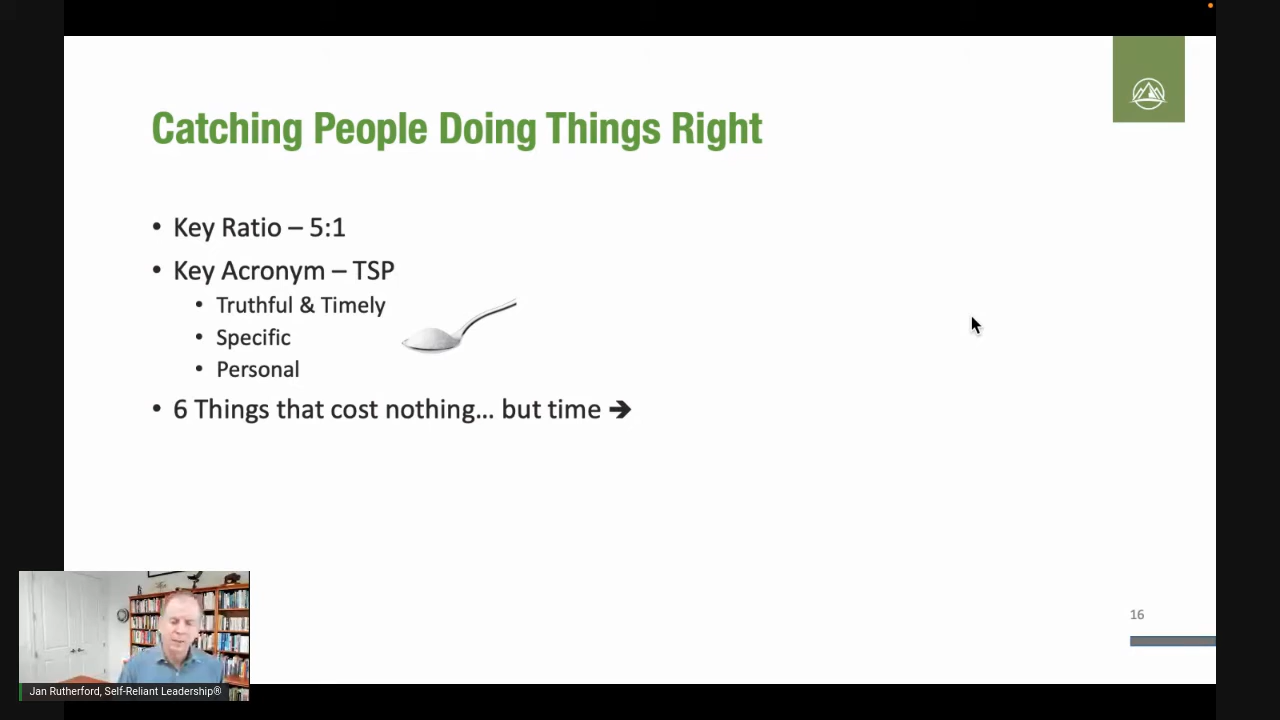 Catching People Doing Things Right
• Key Ratio – 5:1
• Key Acronym – TSP
• Truthful & Timely
• Specific
• Personal
• 6 Things that cost nothing... but time ➔
16
Jan Rutherford, Self-Reliant Leadership®